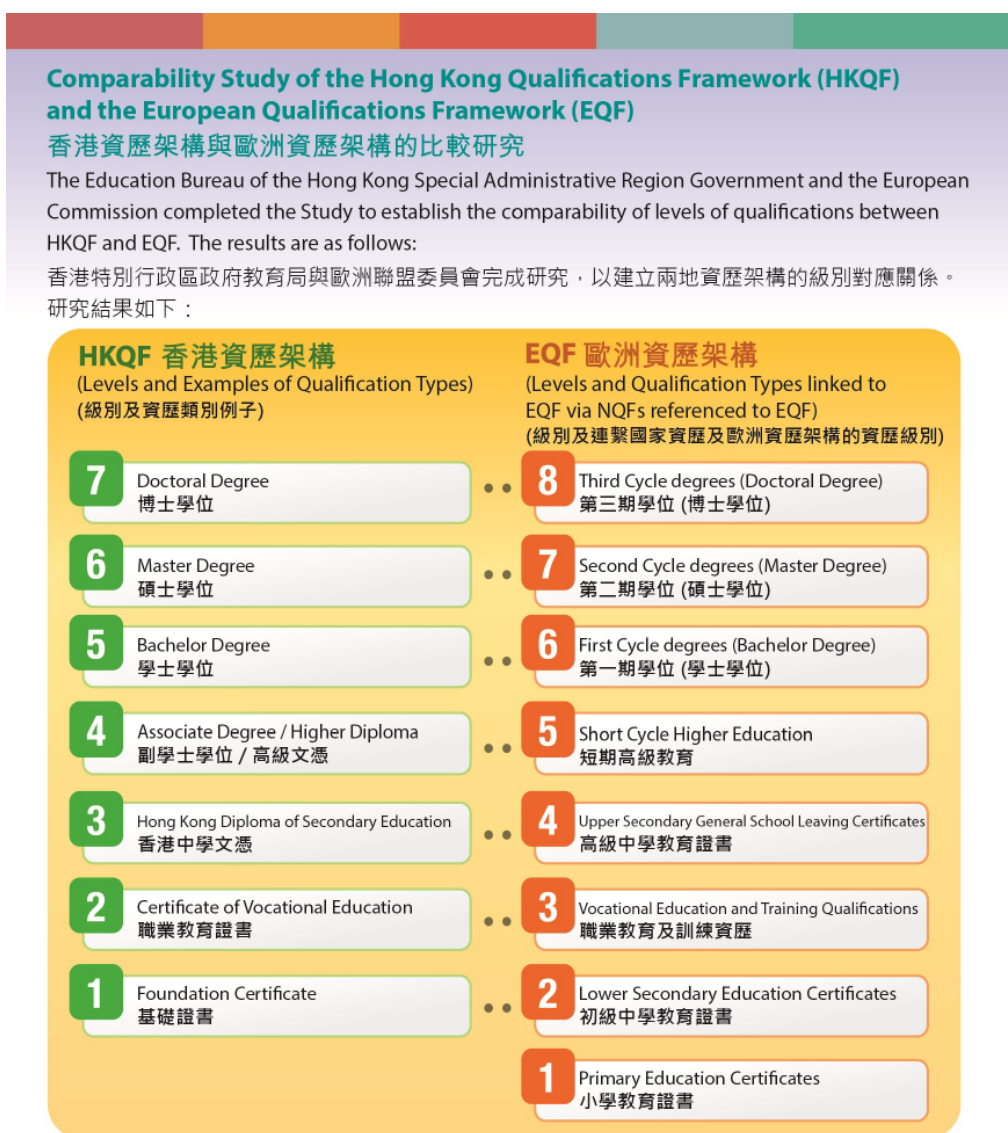 Comparability Study of the Hong Kong Qualifications Framework (HKQF)
and the European Qualifications Framework (EQF)
香港資歷架構與歐洲資歷架構的比較研究
The Education Bureau of the Hong Kong Special Administrative Region Government and the European
Commission completed the Study to establish the comparability of levels of qualifications between
HKQF and EQF. The results are as follows:
香港特別行政區政府教育局與歐洲聯盟委員會完成研究，以建立兩地資歷架構的級別對應關係。
研究結果如下：
HKQF 香港資歷架構
(Levels and Examples of Qualification Types)
(級別及資歷類別例子)
EQF 歐洲資歷架構
(Levels and Qualification Types linked to
EQF via NQFs referenced to EQF)
(級別及連繫國家資歷及歐洲資歷架構的資歷級別)
7
Doctoral Degree
博士學位
8
Third Cycle degrees (Doctoral Degree)
第三期學位 (博士學位)
6
Master Degree
碩士學位
7
Second Cycle degrees (Master Degree)
第二期學位 (碩士學位)
5
Bachelor Degree
學士學位
6
First Cycle degrees (Bachelor Degree)
第一期學位 (學士學位)
4
Associate Degree / Higher Diploma
副學士學位 / 高級文憑
5
Short Cycle Higher Education
短期高級教育
3
Hong Kong Diploma of Secondary Education
香港中學文憑
4
Upper Secondary General School Leaving Certificates
高級中學教育證書
2
Certificate of Vocational Education
職業教育證書
3
Vocational Education and Training Qualifications
職業教育及訓練資歷
1
Foundation Certificate
基礎證書
2
Lower Secondary Education Certificates
初級中學教育證書
1
Primary Education Certificates
小學教育證書